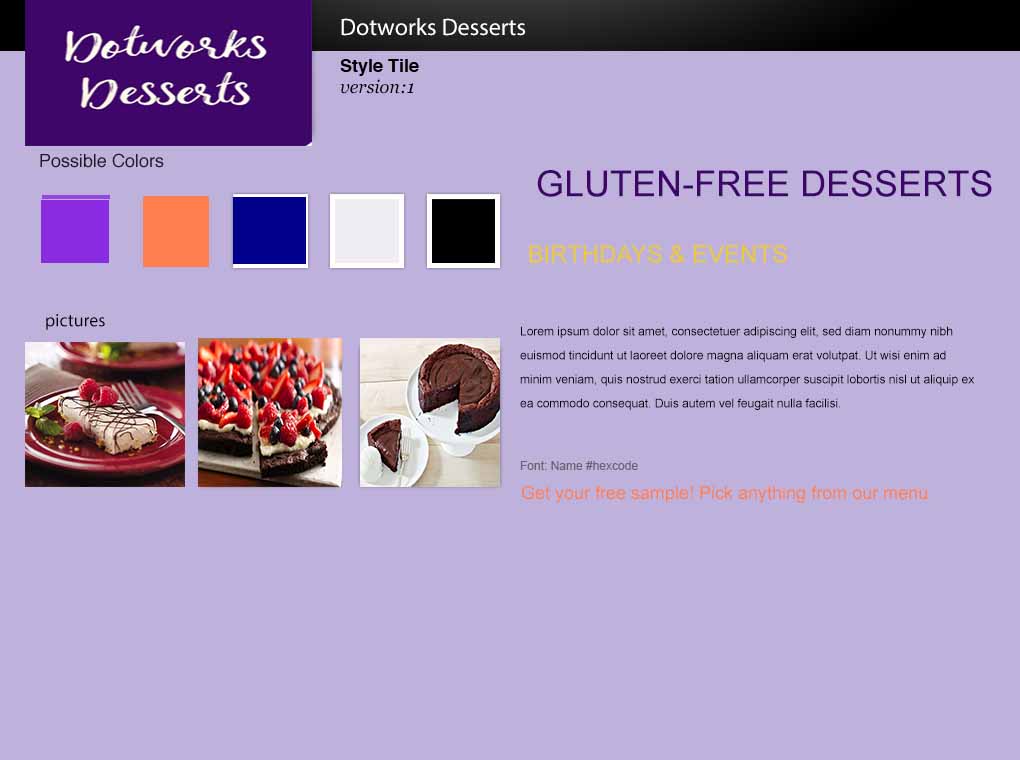 Dotworks
Desserts
Dotworks Desserts
Style Tile
version:1
Possible Colors
GLUTEN-FREE DESSERTS
BIRTHDAYS & EVENTS
pictures
Lorem ipsum dolor sit amet, consectetuer adipiscing elit, sed diam nonummy nibh
euismod tincidunt ut laoreet dolore magna aliquam erat volutpat. Ut wisi enim ad
minim veniam, quis nostrud exerci tation ullamcorper suscipit lobortis nisl ut aliquip ex
ea commodo consequat. Duis autem vel feugait nulla facilisi.
Font: Name #hexcode
Get your free sample! Pick anything from our menu